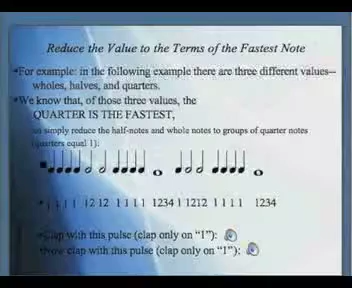 Reduce the Value to the Terms of the Fastest Note
•For example: in the following example there are three different values--
wholes, halves, and quarters.
•We know that, of those three values, the
QUARTER IS THE FASTEST,
so simply reduce the half-notes and whole notes to groups of quarter notes
(quarters equal 1):
• 1 1 1 1 12 12 1 1 1 1 1234 1 1212 1 1 1 1 1234
•Clap with this pulse (clap only on “1”):
•Now clap with this pulse (clap only on “1”):